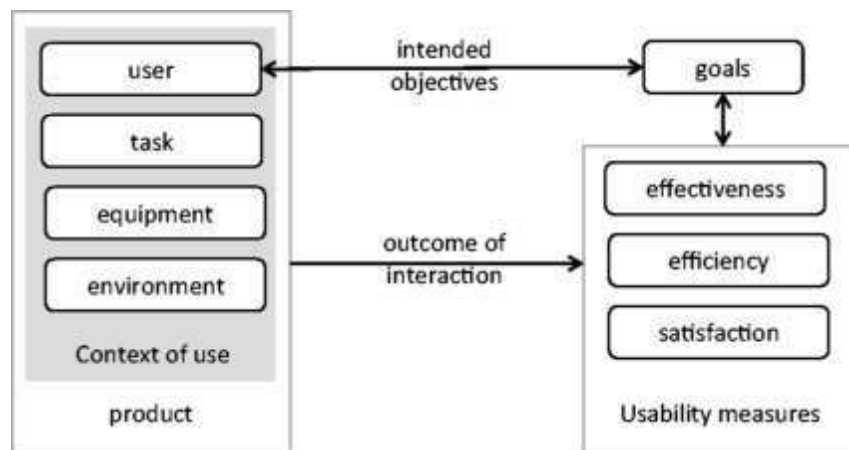 user
task
equipment
environment
Context of use
product
intended
objectives
outcome of
interaction
goals
effectiveness
efficiency
satisfaction
Usability measures